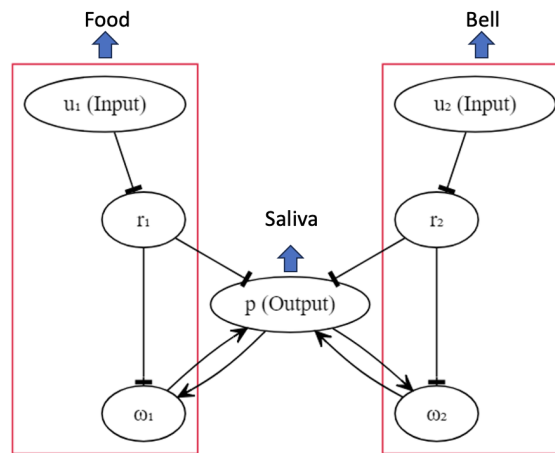 Food
Bell
u₁ (Input)
u₂ (Input)
r₁
r₂
Saliva
p (Output)
ω₁
ω₂